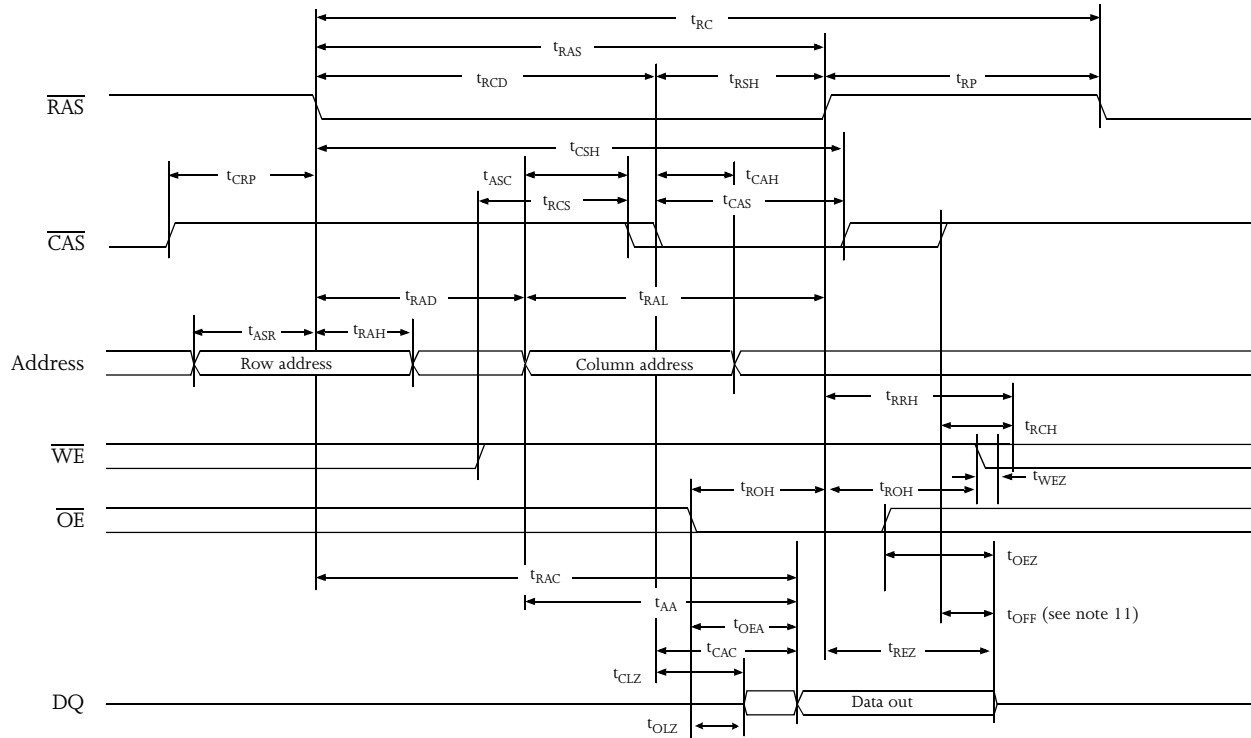 tRC
tRAS
tRCD tRSH tRP
RAS
tCSH
tCRP tASC tCAH
tRCS tCAS
CAS
tRAD tRAL
tASR tRAH
Address Row address Column address
tRRH
tRCH
WE
tWEZ
tROH tROH
OE
tOEZ
tRAC
tAA
tOFF (see note 11)
tOEA
tCAC tREZ
tCLZ
DQ Data out
tOLZ